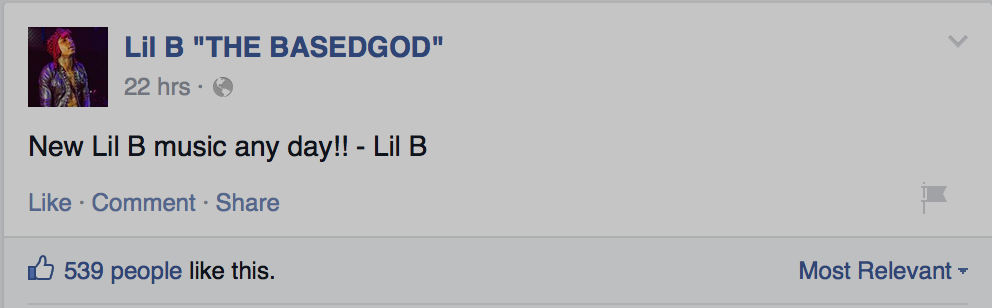 Lil B "THE BASEDGOD"
22 hrs ·
New Lil B music any day!! - Lil B
Like · Comment · Share
539 people like this.
Most Relevant